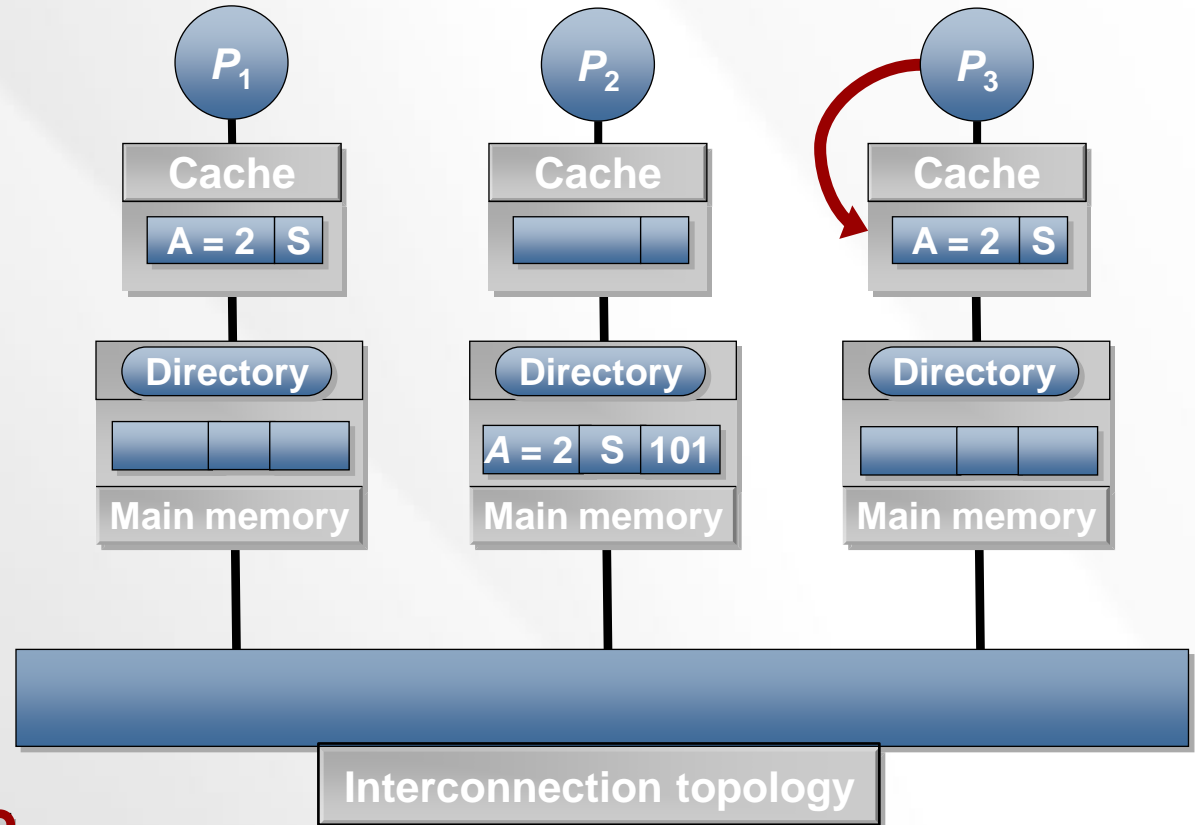 P1 P2 P3
Cache Cache Cache
A = 2 S A = 2 S
Directory Directory Directory
A = 2 S 101
Main memory Main memory Main memory
Interconnection topology